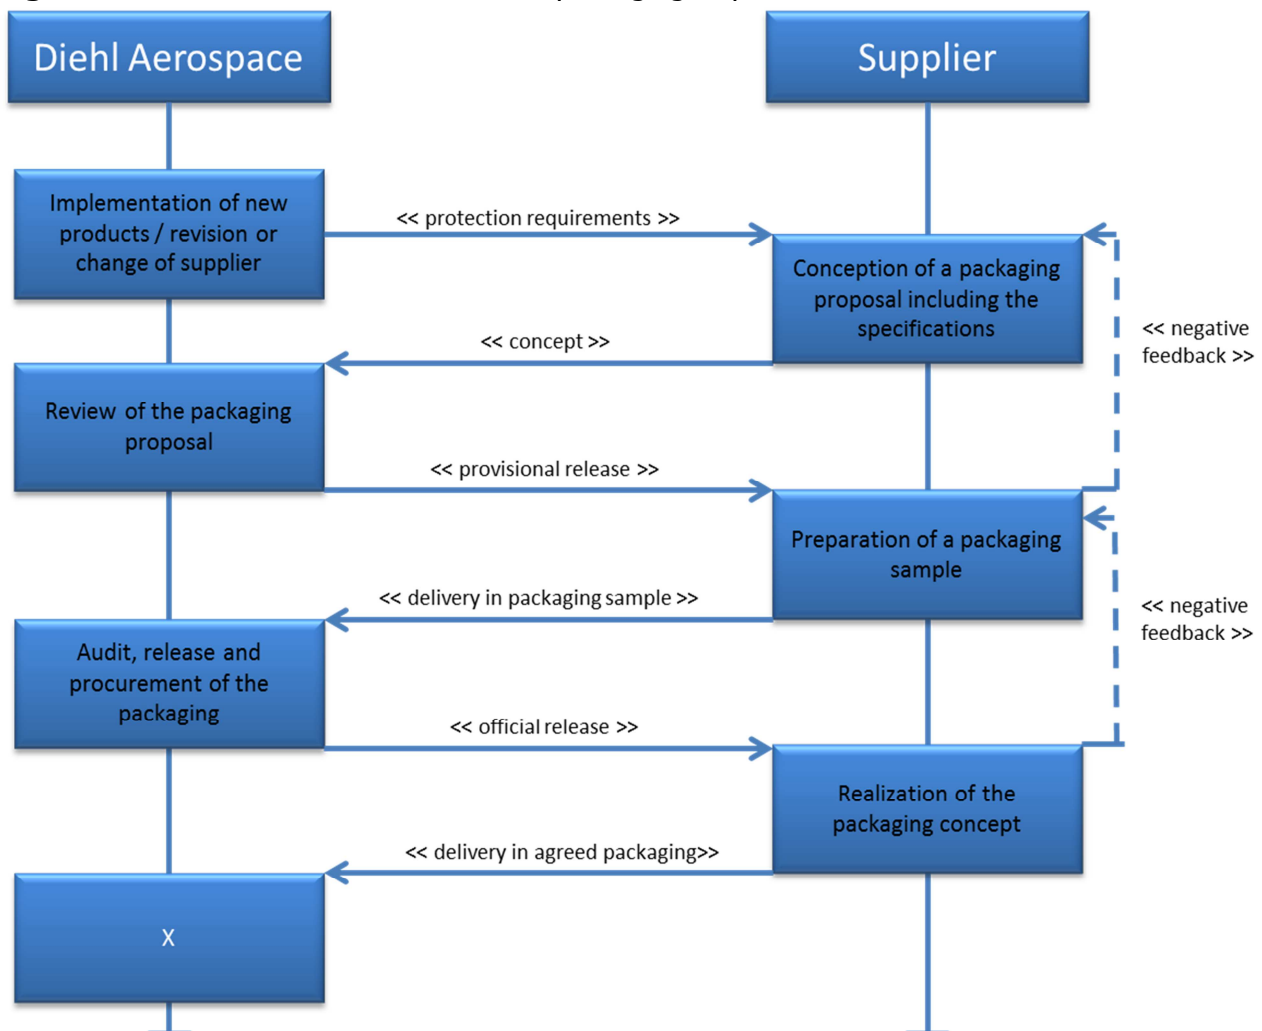 Diehl Aerospace
Supplier
Implementation of new
products / revision or
change of supplier
<< protection requirements >>
Conception of a packaging
proposal including the
specifications
<< negative
feedback >>
<< concept >>
Review of the packaging
proposal
<< provisional release >>
Preparation of a packaging
sample
<< negative
feedback >>
<< delivery in packaging sample >>
Audit, release and
procurement of the
packaging
<< official release >>
Realization of the
packaging concept
<< delivery in agreed packaging>>
X